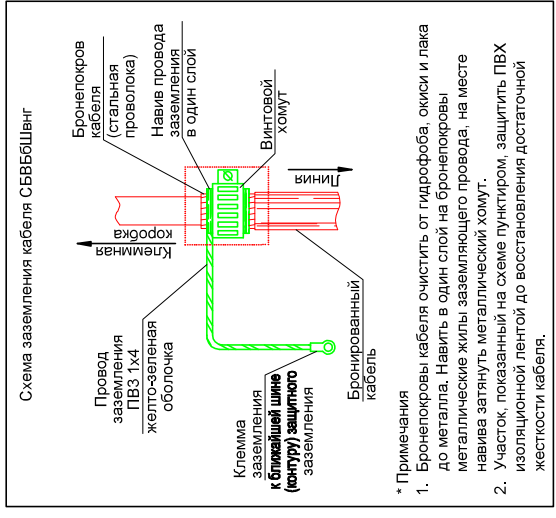 Схема заземления кабеля СБВБбШвнг
Бронепокров
кабеля
(стальная
проволока)
Навив провода
заземления
в один слой
Винтовой
хомут
Клеммная
коробка
Линия
Провод
заземления
ПВ3 1х4
желто-зеленая
оболочка
Клемма
заземления
к ближайшей шине
(контуру) защитного
заземления
Бронированный
кабель
* Примечания
1. Бронепокровы кабеля очистить от гидрофоба, окиси и лака
до металла. Навить в один слой на бронепокровы
металлические жилы заземляющего провода, на месте
навива затянуть металлический хомут.
2. Участок, показанный на схеме пунктиром, защитить ПВХ
изоляционной лентой до восстановления достаточной
жесткости кабеля.